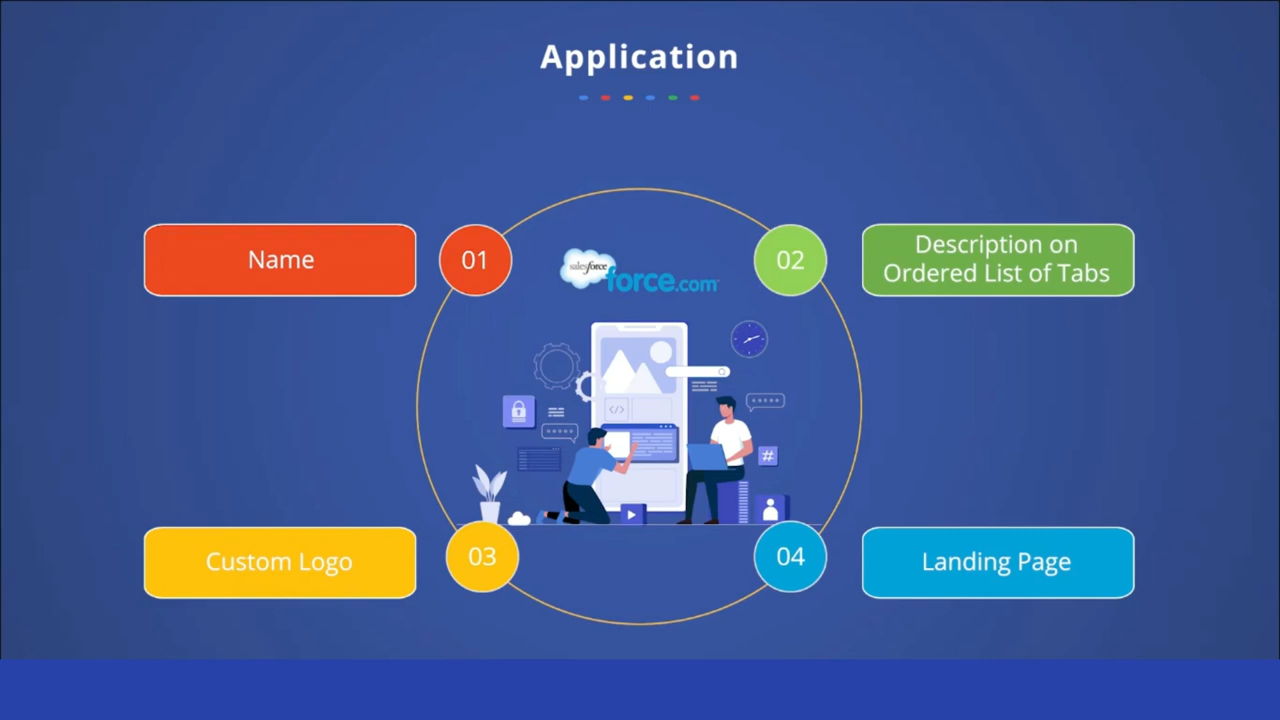 Application
Name
01
02
Description on
Ordered List of Tabs
salesforce
force.com
</>
#
Custom Logo
03
04
Landing Page